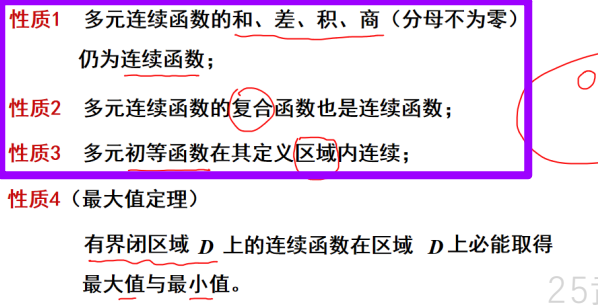 性质1 多元连续函数的和、差、积、商（分母不为零）
仍为连续函数；
性质2 多元连续函数的复合函数也是连续函数；
性质3 多元初等函数在其定义区域内连续；
性质4（最大值定理）
有界闭区域 D 上的连续函数在区域 D 上必能取得
最大值与最小值。
25